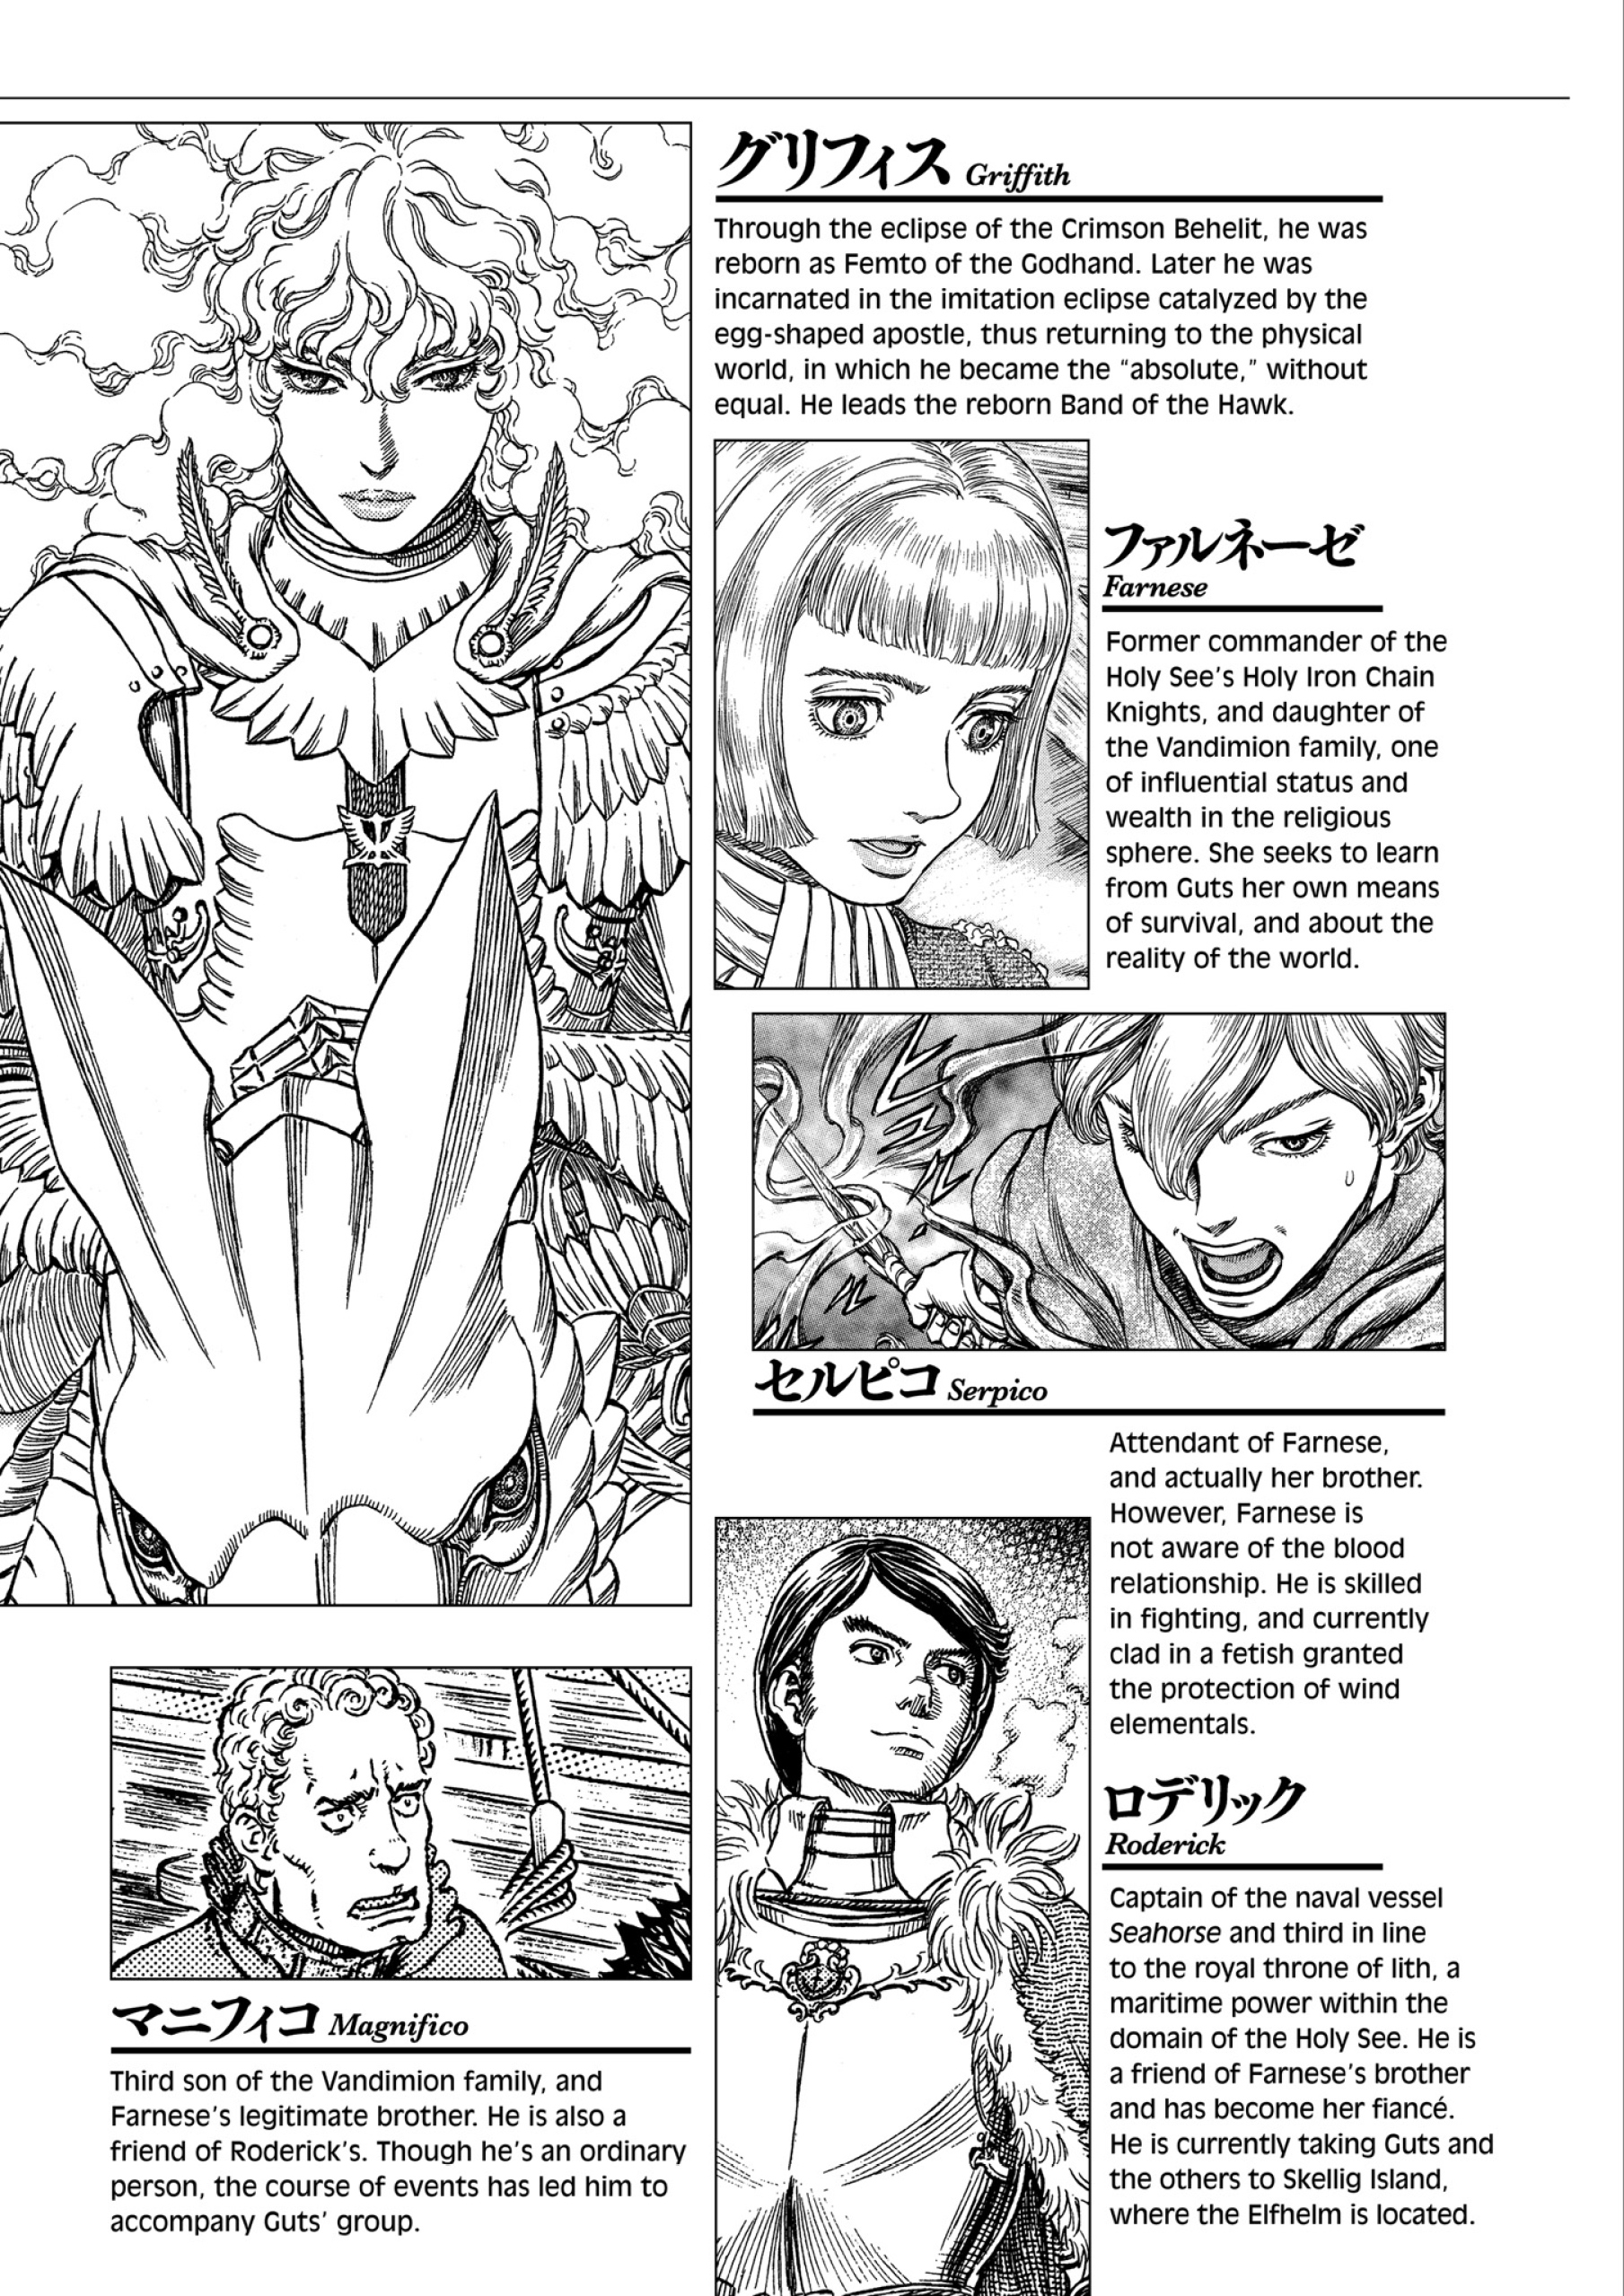 グリフィス Griffith
Through the eclipse of the Crimson Behelit, he was
reborn as Femto of the Godhand. Later he was
incarnated in the imitation eclipse catalyzed by the
egg-shaped apostle, thus returning to the physical
world, in which he became the “absolute,” without
equal. He leads the reborn Band of the Hawk.
ファルネーゼ
Farnese
Former commander of the
Holy See’s Holy Iron Chain
Knights, and daughter of
the Vandimion family, one
of influential status and
wealth in the religious
sphere. She seeks to learn
from Guts her own means
of survival, and about the
reality of the world.
セルピコ Serpico
Attendant of Farnese,
and actually her brother.
However, Farnese is
not aware of the blood
relationship. He is skilled
in fighting, and currently
clad in a fetish granted
the protection of wind
elementals.
ロデリック
Roderick
Captain of the naval vessel
Seahorse and third in line
to the royal throne of Iith, a
maritime power within the
domain of the Holy See. He is
a friend of Farnese’s brother
and has become her fiancé.
He is currently taking Guts and
the others to Skellig Island,
where the Elfhelm is located.
マニフィコ Magnifico
Third son of the Vandimion family, and
Farnese’s legitimate brother. He is also a
friend of Roderick’s. Though he’s an ordinary
person, the course of events has led him to
accompany Guts’ group.